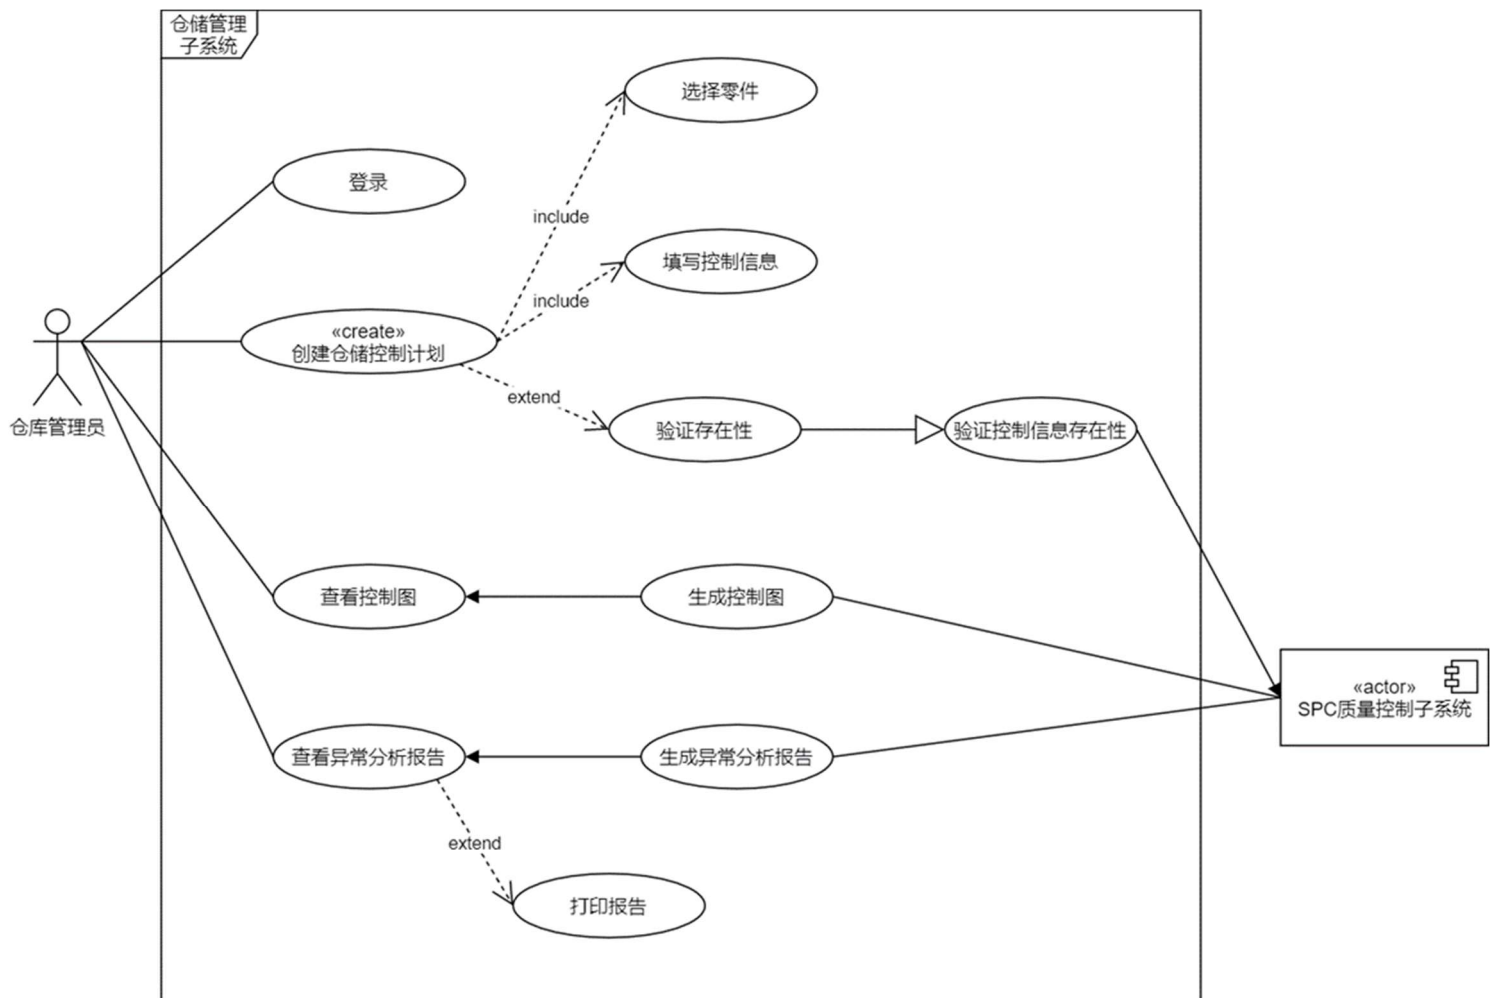 仓储管理
子系统
选择零件
登录
include
填写控制信息
include
«create»
创建仓储控制计划
extend
仓库管理员
验证存在性
验证控制信息存在性
查看控制图
生成控制图
«actor»
SPC质量控制子系统
查看异常分析报告
生成异常分析报告
extend
打印报告